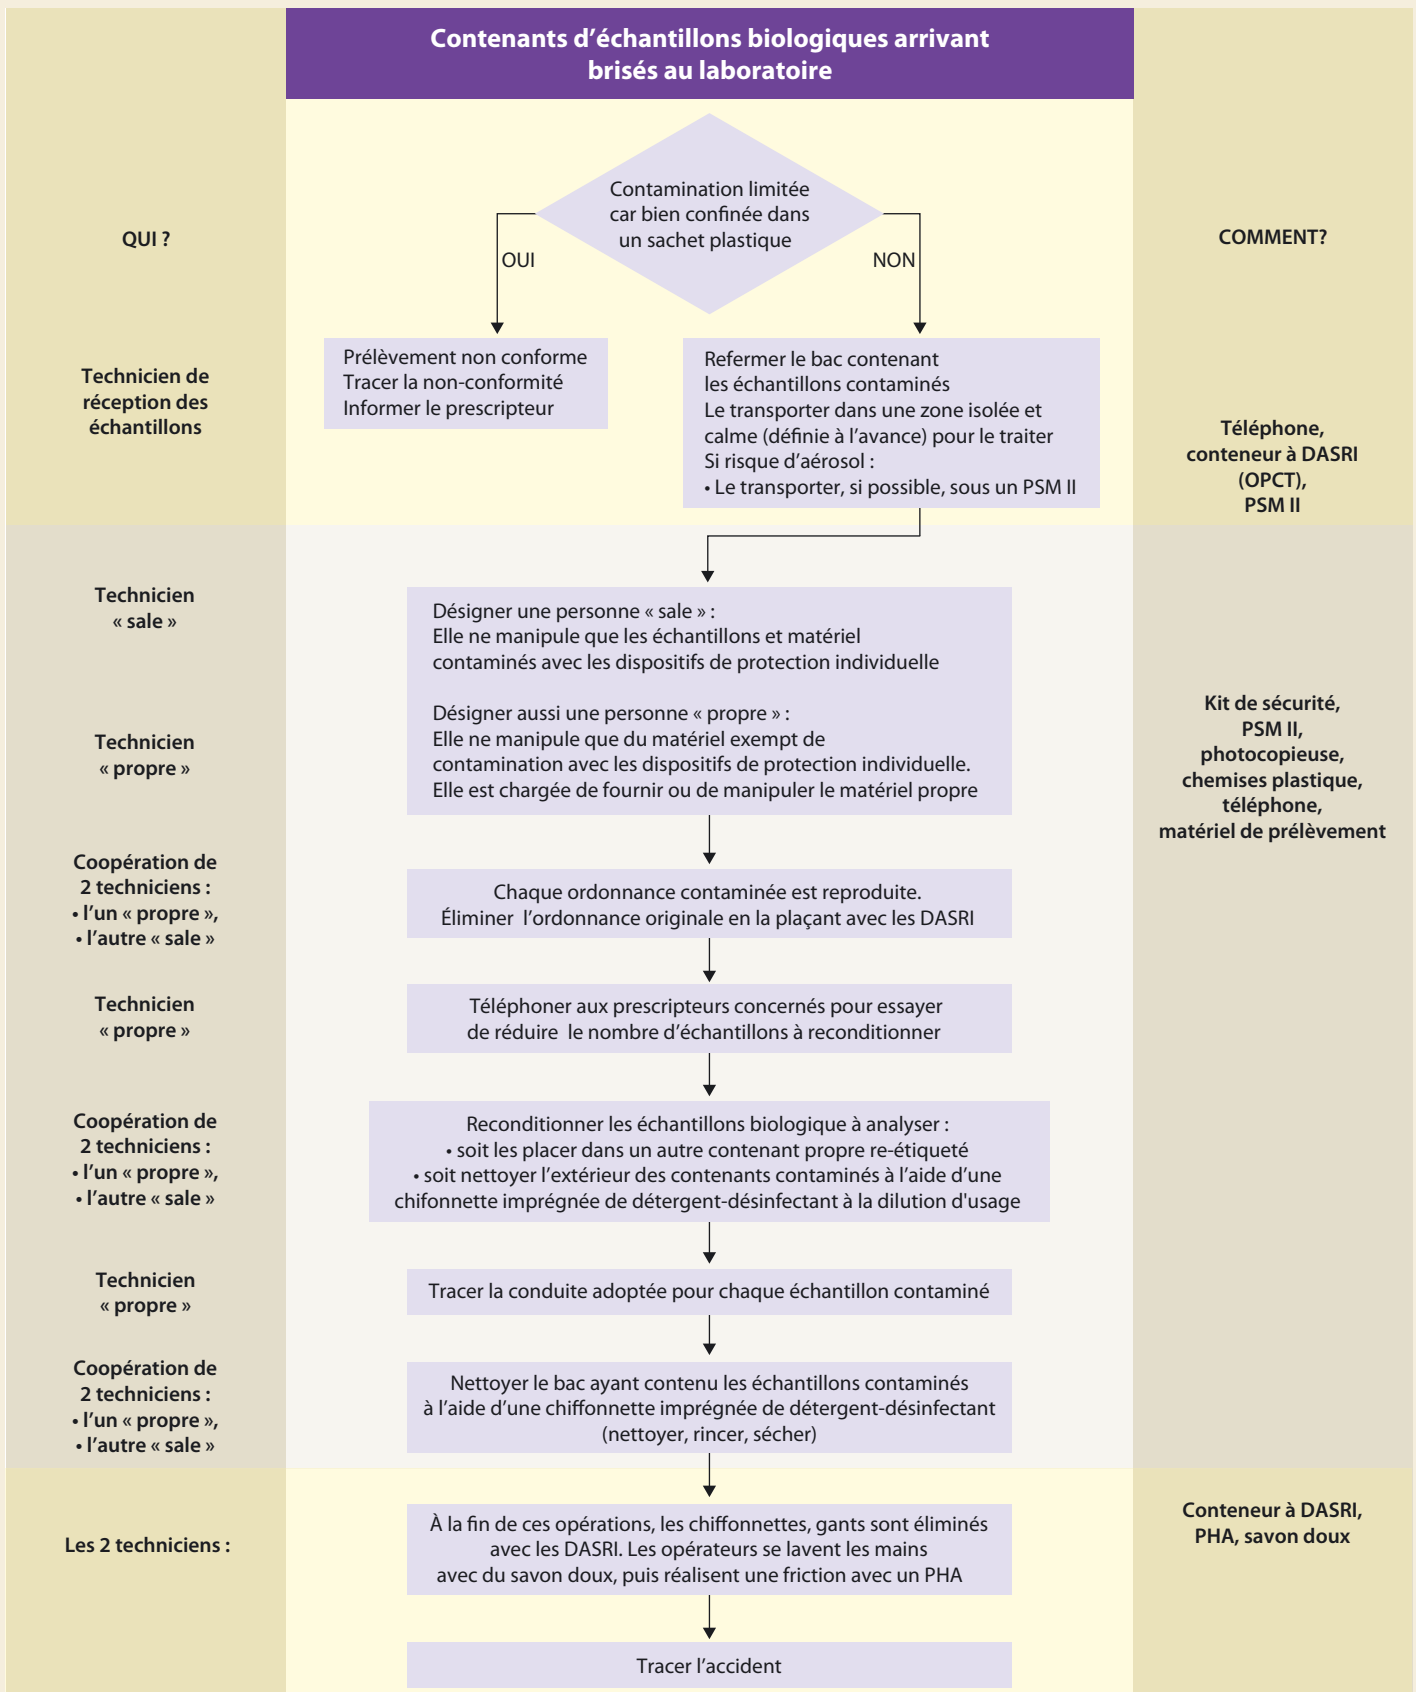 Contenants d’échantillons biologiques arrivant
brisés au laboratoire
QUI ?
Contamination limitée
car bien confinée dans
un sachet plastique
COMMENT?
OUI
NON
Technicien de
réception des
échantillons
Prélèvement non conforme
Tracer la non-conformité
Informer le prescripteur
Refermer le bac contenant
les échantillons contaminés
Le transporter dans une zone isolée et
calme (définie à l’avance) pour le traiter
Si risque d’aérosol :
• Le transporter, si possible, sous un PSM II
Téléphone,
conteneur à DASRI
(OPCT),
PSM II
Technicien
« sale »
Désigner une personne « sale » :
Elle ne manipule que les échantillons et matériel
contaminés avec les dispositifs de protection individuelle
Technicien
« propre »
Désigner aussi une personne « propre » :
Elle ne manipule que du matériel exempt de
contamination avec les dispositifs de protection individuelle.
Elle est chargée de fournir ou de manipuler le matériel propre
Kit de sécurité,
PSM II,
photocopieuse,
chemises plastique,
téléphone,
matériel de prélèvement
Coopération de
2 techniciens :
• l’un « propre »,
• l’autre « sale »
Chaque ordonnance contaminée est reproduite.
Éliminer l’ordonnance originale en la plaçant avec les DASRI
Technicien
« propre »
Téléphoner aux prescripteurs concernés pour essayer
de réduire le nombre d’échantillons à reconditionner
Coopération de
2 techniciens :
• l’un « propre »,
• l’autre « sale »
Reconditionner les échantillons biologique à analyser :
• soit les placer dans un autre contenant propre re-étiqueté
• soit nettoyer l’extérieur des contenants contaminés à l’aide d’une
chifonnette imprégnée de détergent-désinfectant à la dilution d'usage
Technicien
« propre »
Tracer la conduite adoptée pour chaque échantillon contaminé
Coopération de
2 techniciens :
• l’un « propre »,
• l’autre « sale »
Nettoyer le bac ayant contenu les échantillons contaminés
à l’aide d’une chiffonnette imprégnée de détergent-désinfectant
(nettoyer, rincer, sécher)
Les 2 techniciens :
À la fin de ces opérations, les chiffonnettes, gants sont éliminés
avec les DASRI. Les opérateurs se lavent les mains
avec du savon doux, puis réalisent une friction avec un PHA
Conteneur à DASRI,
PHA, savon doux
Tracer l’accident